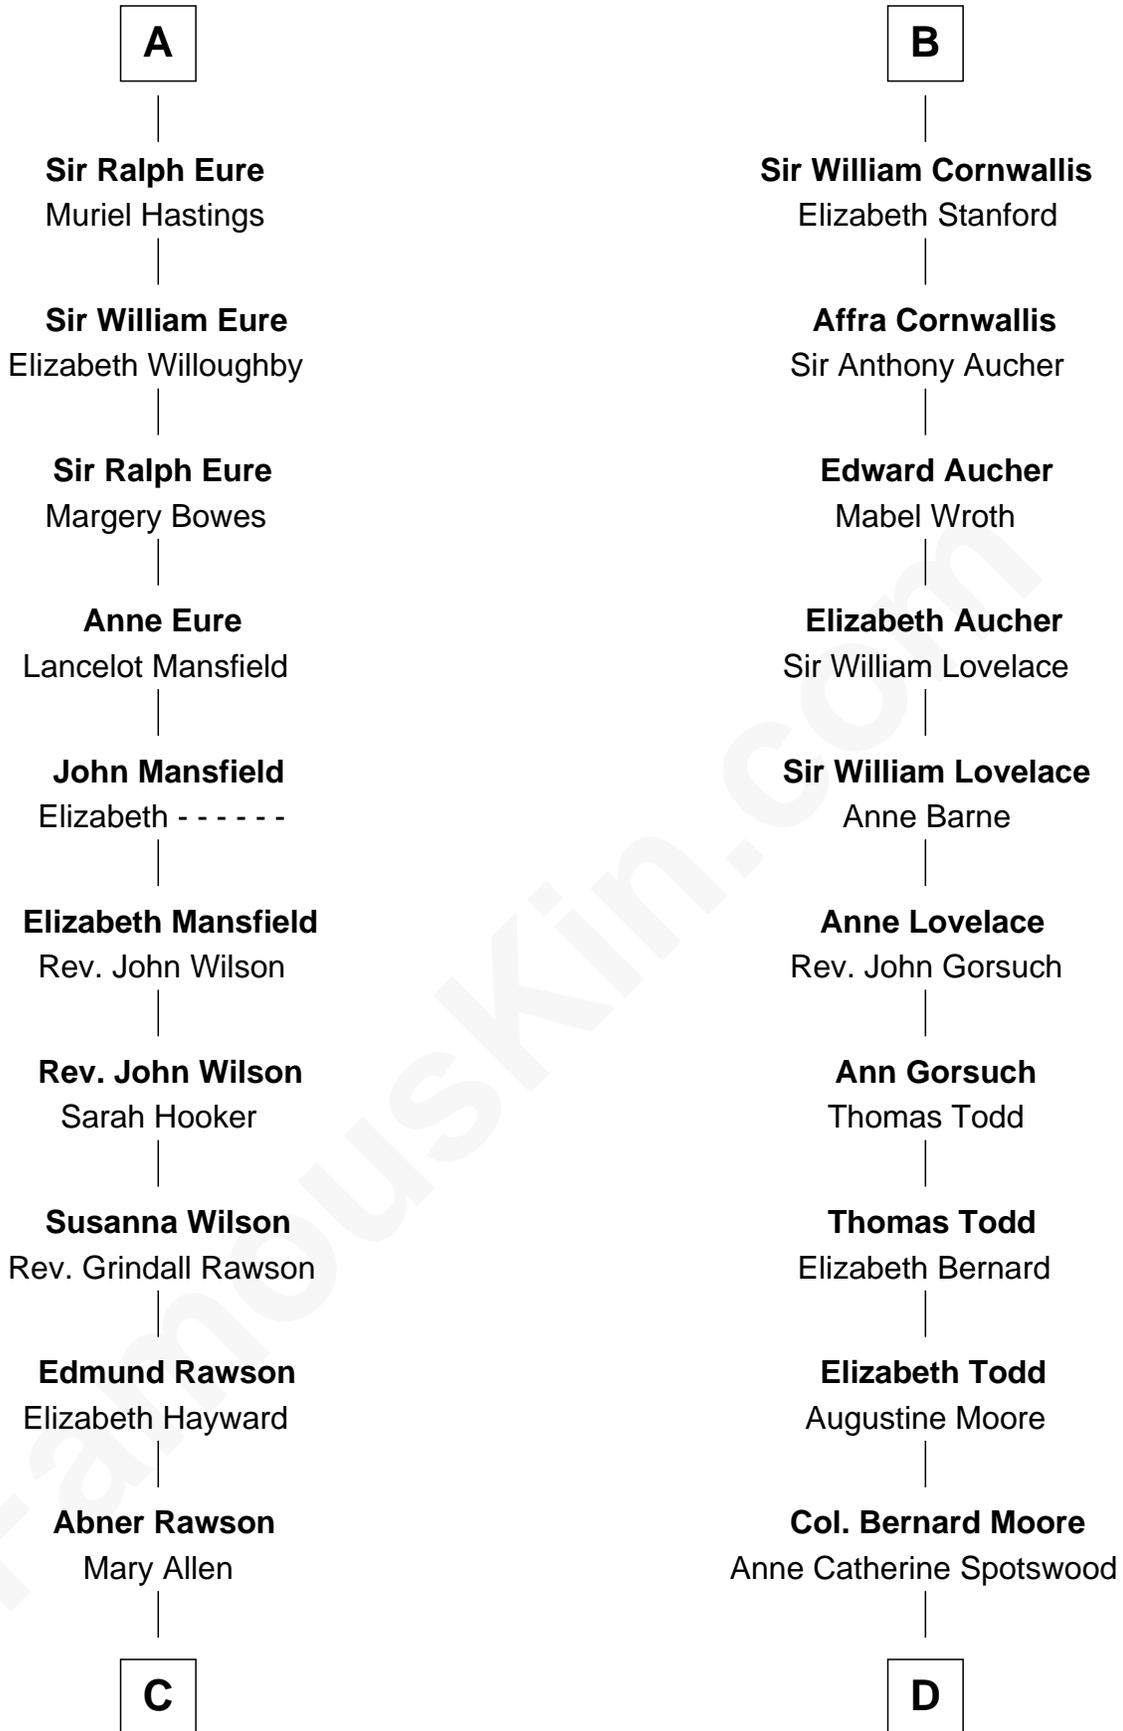 A
Sir Ralph Eure
Muriel Hastings
Sir William Eure
Elizabeth Willoughby
Sir Ralph Eure
Margery Bowes
Anne Eure
Lancelot Mansfield
John Mansfield
Elizabeth - - - - - -
Elizabeth Mansfield
Rev. John Wilson
Rev. John Wilson
Sarah Hooker
Susanna Wilson
Rev. Grindall Rawson
Edmund Rawson
Elizabeth Hayward
Abner Rawson
Mary Allen
C
B
Sir William Cornwallis
Elizabeth Stanford
Affra Cornwallis
Sir Anthony Aucher
Edward Aucher
Mabel Wroth
Elizabeth Aucher
Sir William Lovelace
Sir William Lovelace
Anne Barne
Anne Lovelace
Rev. John Gorsuch
Ann Gorsuch
Thomas Todd
Thomas Todd
Elizabeth Bernard
Elizabeth Todd
Augustine Moore
Col. Bernard Moore
Anne Catherine Spotswood
D
FamousKin.com